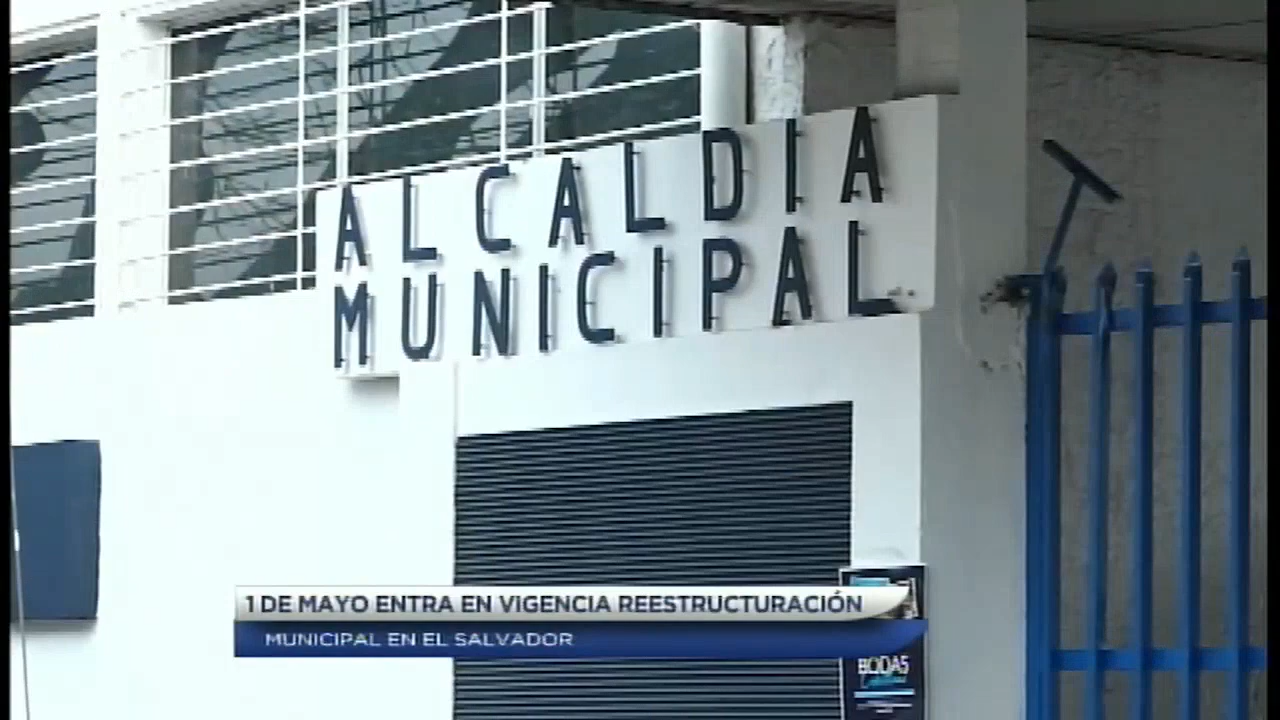 ALCALDIA
MUNICIPAL
1 DE MAYO ENTRA EN VIGENCIA REESTRUCTURACIÓN
MUNICIPAL EN EL SALVADOR
BODAS